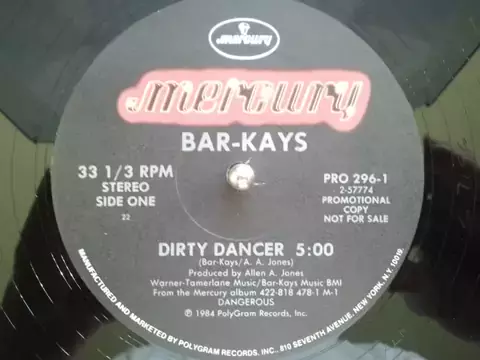 mercury
mercury
BAR-KAYS
33 1/3 RPM
STEREO
SIDE ONE
22
PRO 296-1
2-57774
PROMOTIONAL
COPY
NOT FOR SALE
DIRTY DANCER 5:00
(Bar-Kays/A. A. Jones)
Produced by Allen A. Jones
Warner-Tamerlane Music/Bar-Kays Music BMI
From the Mercury album 422-818 478-1 M-1
DANGEROUS
℗ 1984 PolyGram Records, Inc.
MANUFACTURED AND MARKETED BY POLYGRAM RECORDS, INC., 810 SEVENTH AVENUE, NEW YORK, N.Y. 10019.